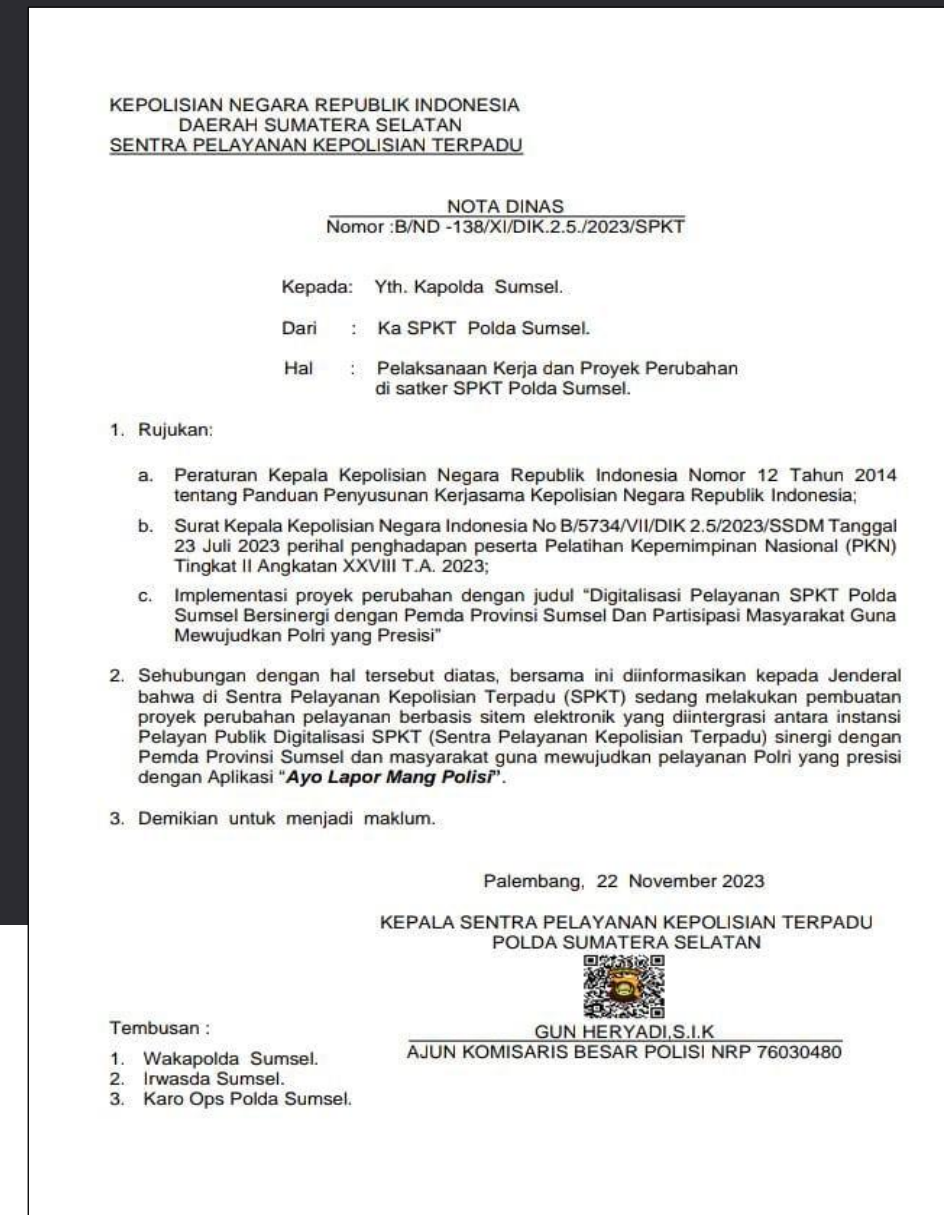 KEPOLISIAN NEGARA REPUBLIK INDONESIA
DAERAH SUMATERA SELATAN
SENTRA PELAYANAN KEPOLISIAN TERPADU
NOTA DINAS
Nomor :B/ND -138/XI/DIK.2.5./2023/SPKT
Kepada: Yth. Kapolda Sumsel.
Dari : Ka SPKT Polda Sumsel.
Hal : Pelaksanaan Kerja dan Proyek Perubahan
di satker SPKT Polda Sumsel.
1. Rujukan:
a. Peraturan Kepala Kepolisian Negara Republik Indonesia Nomor 12 Tahun 2014
tentang Panduan Penyusunan Kerjasama Kepolisian Negara Republik Indonesia;
b. Surat Kepala Kepolisian Negara Indonesia No B/5734/VII/DIK 2.5/2023/SSDM Tanggal
23 Juli 2023 perihal penghadapan peserta Pelatihan Kepemimpinan Nasional (PKN)
Tingkat II Angkatan XXVIII T.A. 2023;
c. Implementasi proyek perubahan dengan judul “Digitalisasi Pelayanan SPKT Polda
Sumsel Bersinergi dengan Pemda Provinsi Sumsel Dan Partisipasi Masyarakat Guna
Mewujudkan Polri yang Presisi”
2. Sehubungan dengan hal tersebut diatas, bersama ini diinformasikan kepada Jenderal
bahwa di Sentra Pelayanan Kepolisian Terpadu (SPKT) sedang melakukan pembuatan
proyek perubahan pelayanan berbasis sitem elektronik yang diintergrasi antara instansi
Pelayan Publik Digitalisasi SPKT (Sentra Pelayanan Kepolisian Terpadu) sinergi dengan
Pemda Provinsi Sumsel dan masyarakat guna mewujudkan pelayanan Polri yang presisi
dengan Aplikasi “Ayo Lapor Mang Polisi”.
3. Demikian untuk menjadi maklum.
Palembang, 22 November 2023
KEPALA SENTRA PELAYANAN KEPOLISIAN TERPADU
POLDA SUMATERA SELATAN
GUN HERYADI,S.I.K
AJUN KOMISARIS BESAR POLISI NRP 76030480
Tembusan :
1. Wakapolda Sumsel.
2. Irwasda Sumsel.
3. Karo Ops Polda Sumsel.